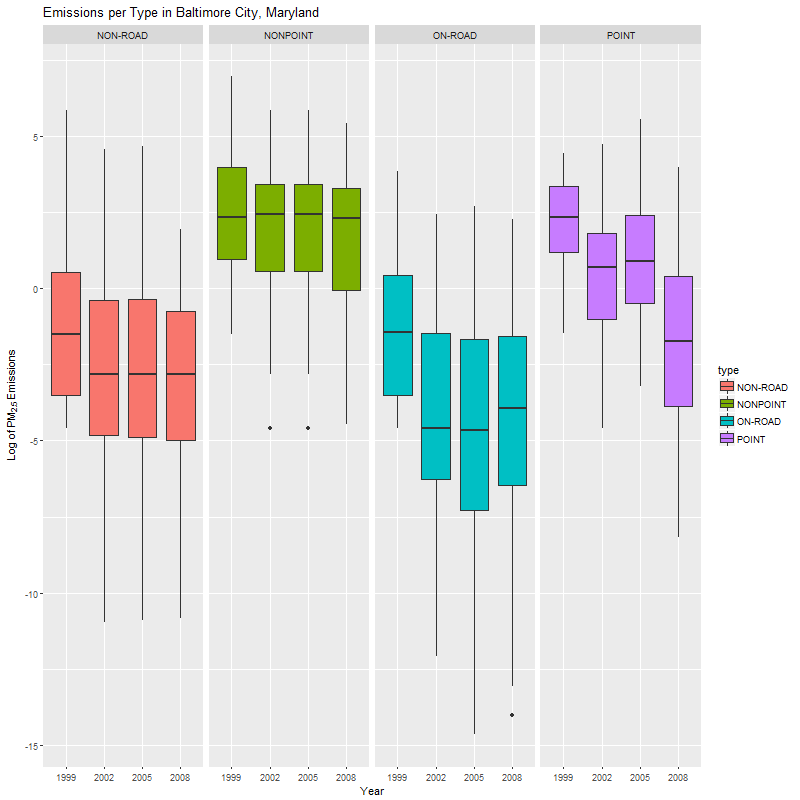 Emissions per Type in Baltimore City, Maryland
NON-ROAD NONPOINT ON-ROAD POINT
5
0
-5
-10
-15
Log of PM2.5 Emissions
1999 2002 2005 2008 1999 2002 2005 2008 1999 2002 2005 2008 1999 2002 2005 2008
Year
type
NON-ROAD
NONPOINT
ON-ROAD
POINT